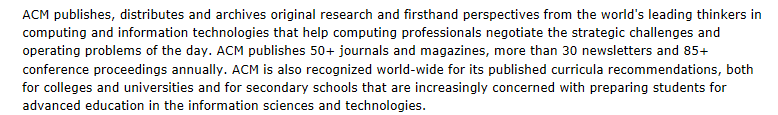 ACM publishes, distributes and archives original research and firsthand perspectives from the world's leading thinkers in
computing and information technologies that help computing professionals negotiate the strategic challenges and
operating problems of the day. ACM publishes 50+ journals and magazines, more than 30 newsletters and 85+
conference proceedings annually. ACM is also recognized world-wide for its published curricula recommendations, both
for colleges and universities and for secondary schools that are increasingly concerned with preparing students for
advanced education in the information sciences and technologies.